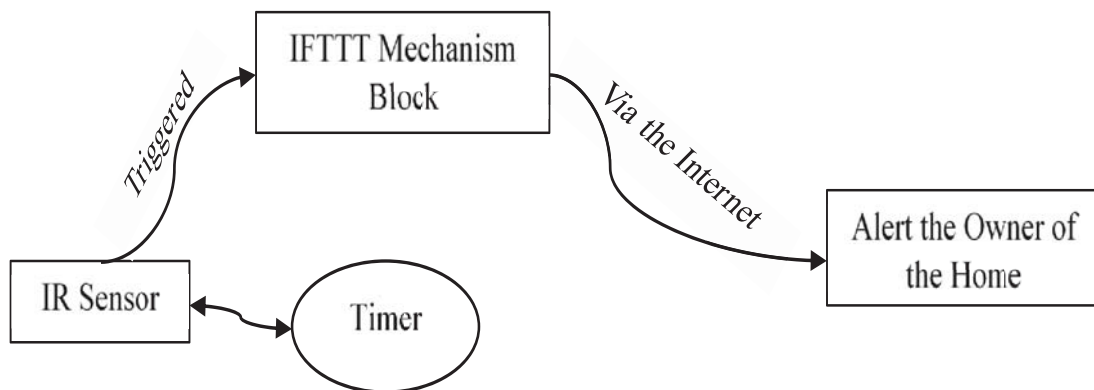 IFTTT Mechanism
Block
Triggered
Via the Internet
Alert the Owner of
the Home
IR Sensor
Timer